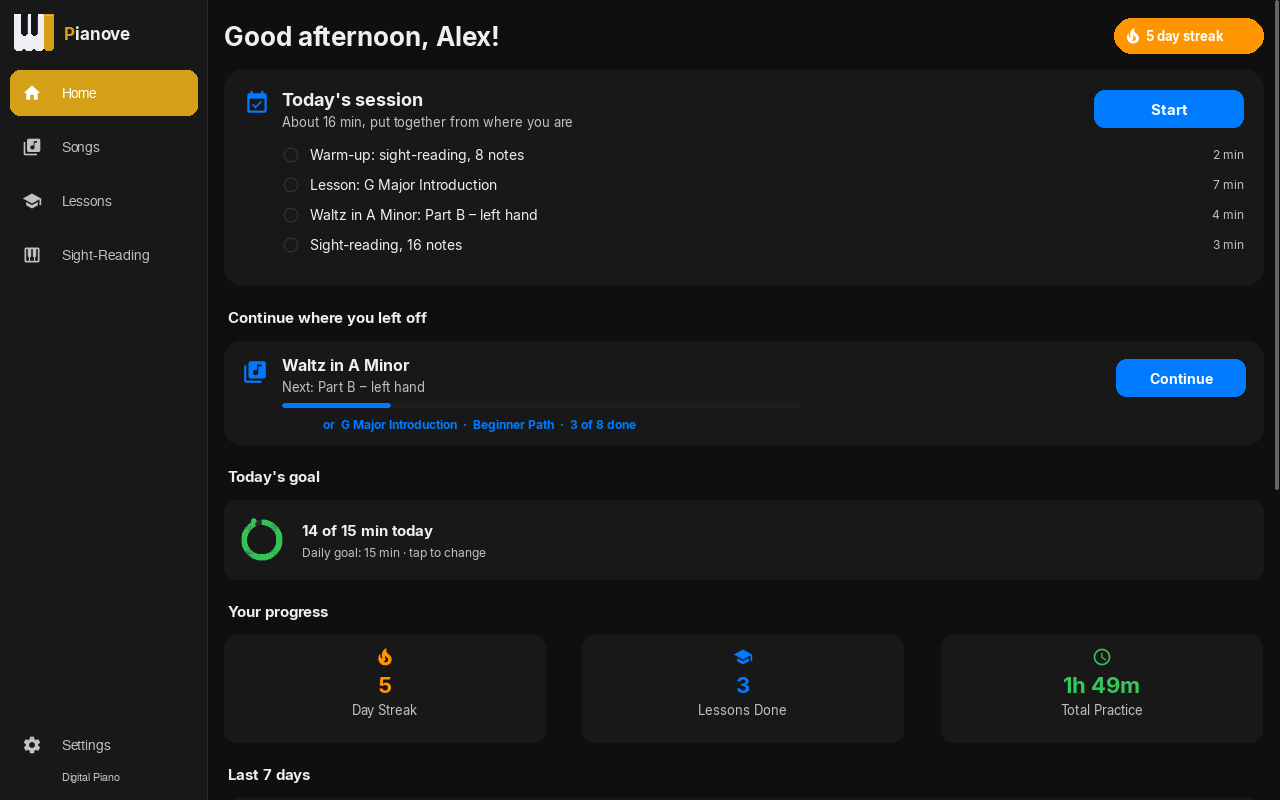 Pianove
Home
Songs
Lessons
Sight-Reading
Settings
Digital Piano
Good afternoon, Alex!
5 day streak
Today's session
About 16 min, put together from where you are
Start
Warm-up: sight-reading, 8 notes
2 min
Lesson: G Major Introduction
7 min
Waltz in A Minor: Part B – left hand
4 min
Sight-reading, 16 notes
3 min
Continue where you left off
Waltz in A Minor
Next: Part B – left hand
Continue
or G Major Introduction · Beginner Path · 3 of 8 done
Today's goal
14 of 15 min today
Daily goal: 15 min · tap to change
Your progress
5
Day Streak
3
Lessons Done
1h 49m
Total Practice
Last 7 days